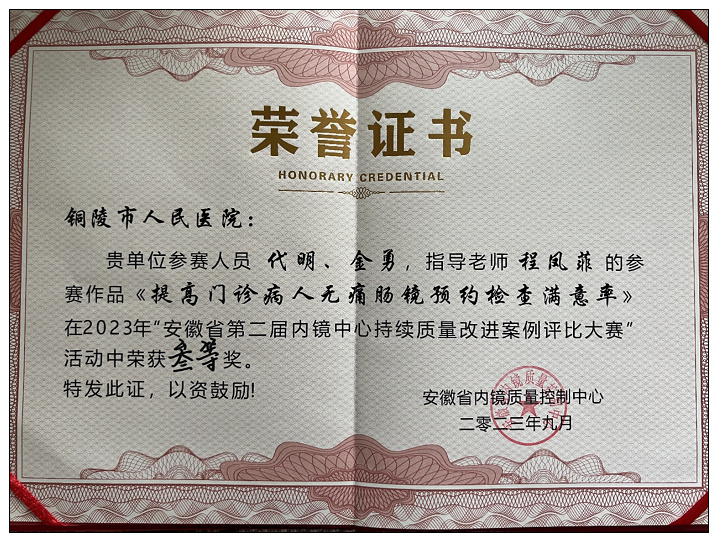 荣誉证书
HONORARY CREDENTIAL
铜陵市人民医院：
贵单位参赛人员 代明、金勇，指导老师 程凤菲 的参
赛作品《提高门诊病人无痛肠镜预约检查满意率》
在2023年“安徽省第二届内镜中心持续质量改进案例评比大赛”
活动中荣获叁等奖。
特发此证，以资鼓励!
安徽省内镜质量控制中心
二零二三年九月